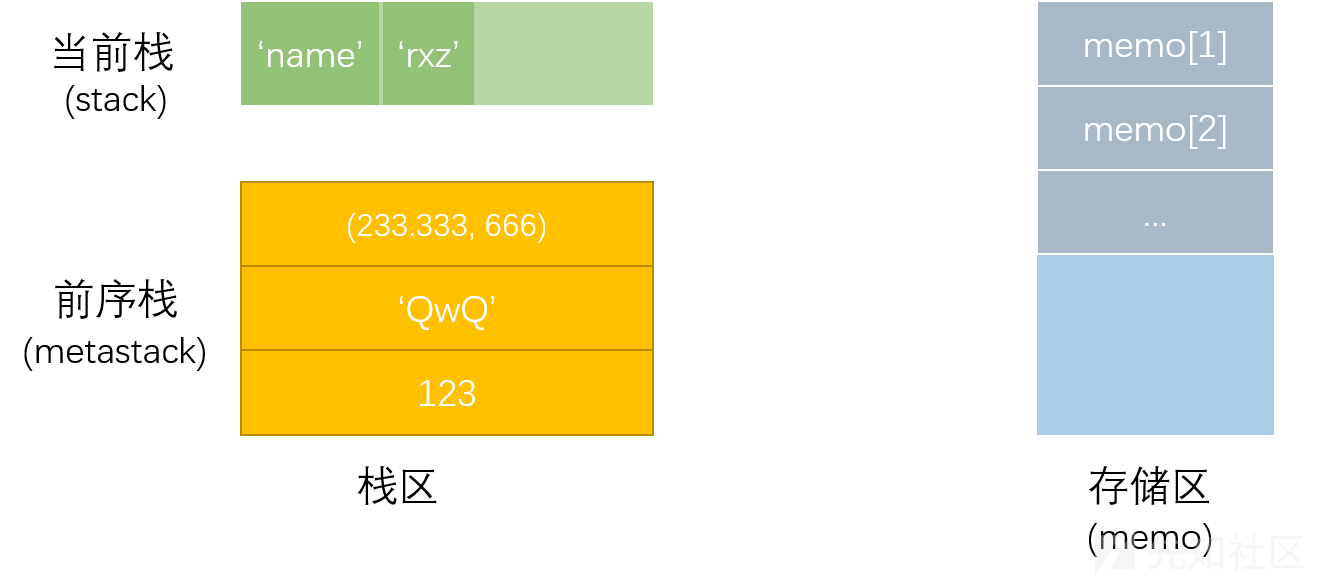 当前栈
(stack)
‘name’ ‘rxz’
(233.333, 666)
‘QwQ’
123
前序栈
(metastack)
栈区
memo[1]
memo[2]
...
存储区
(memo)
先知社区